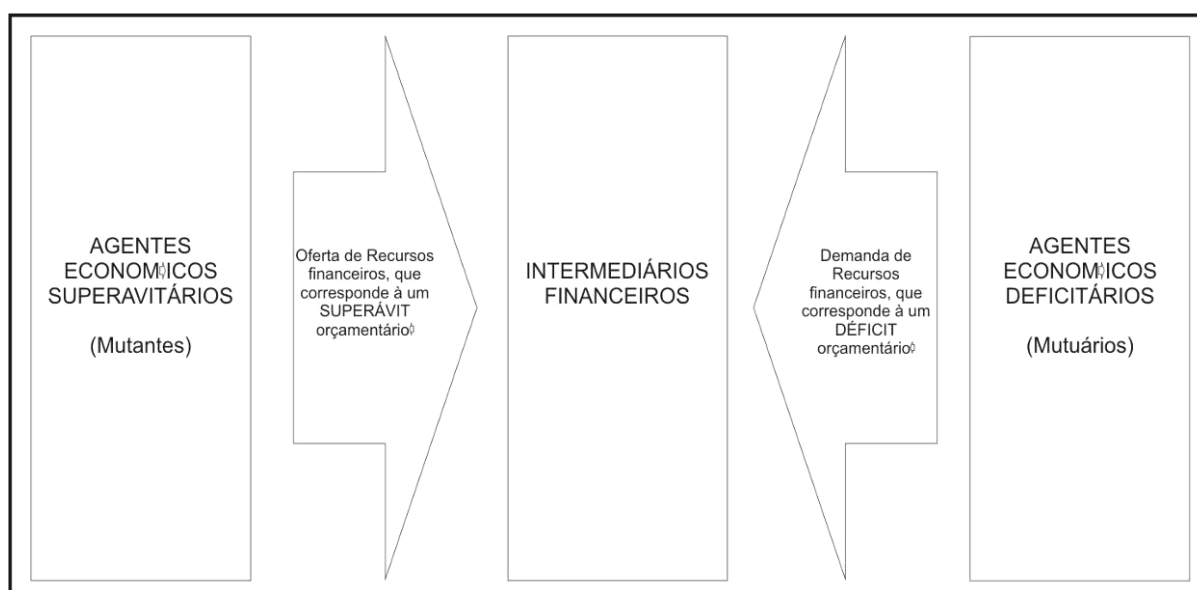 AGENTES
ECONOMICOS
SUPERAVITÁRIOS
(Mutantes)
Oferta de Recursos
financeiros, que
corresponde à um
SUPERÁVIT
orçamentário
INTERMEDIÁRIOS
FINANCEIROS
Demanda de
Recursos
financeiros, que
corresponde à um
DÉFICIT
orçamentário
AGENTES
ECONOMICOS
DEFICITÁRIOS
(Mutuários)